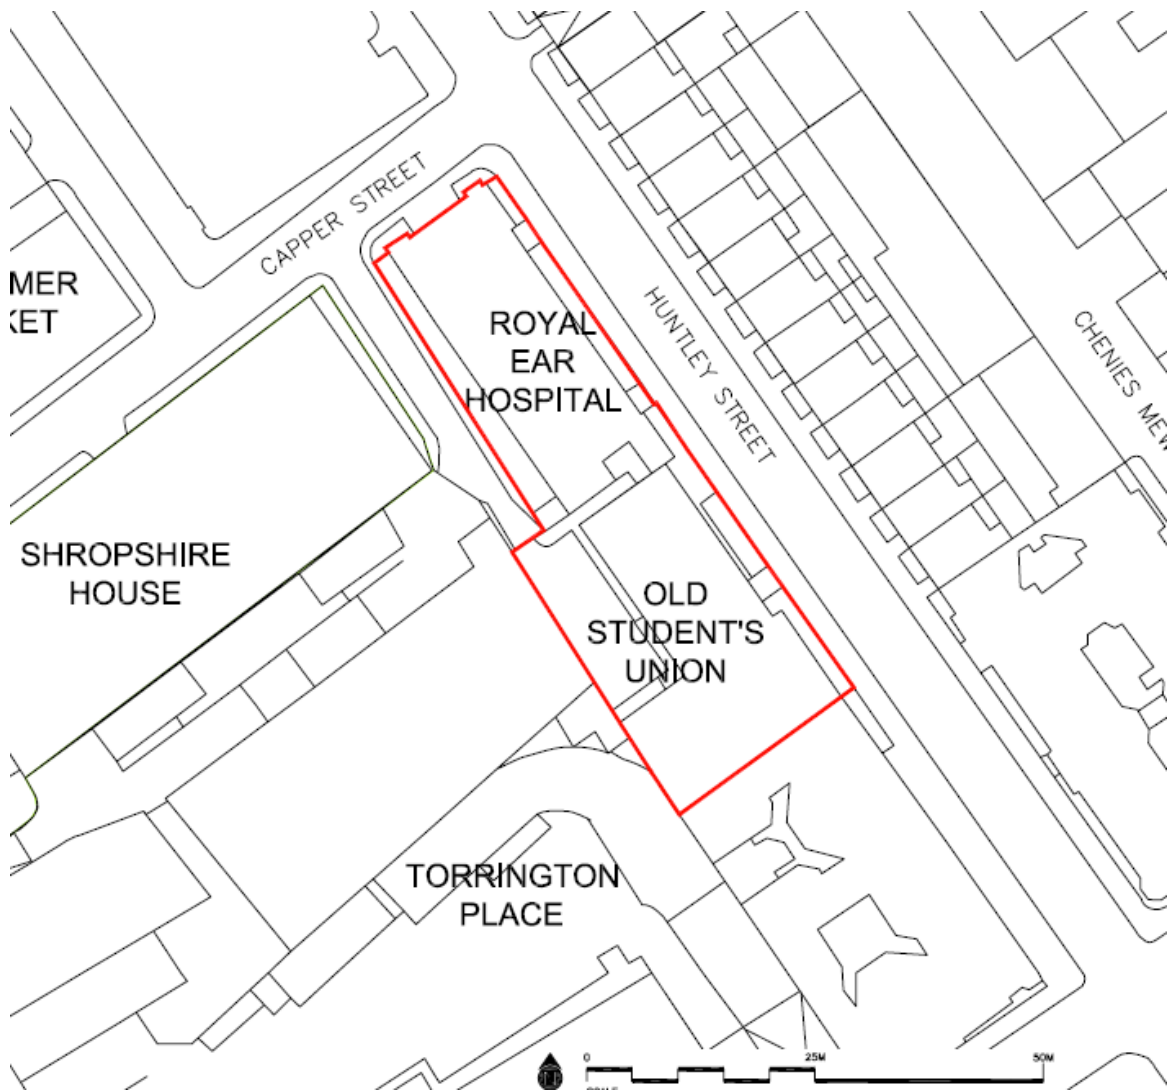 CAPPER STREET
MER
KET
ROYAL
EAR
HOSPITAL
HUNTLEY STREET
CHENIES MEW
SHROPSHIRE
HOUSE
OLD
STUDENT'S
UNION
TORRINGTON
PLACE
0 25M 50M